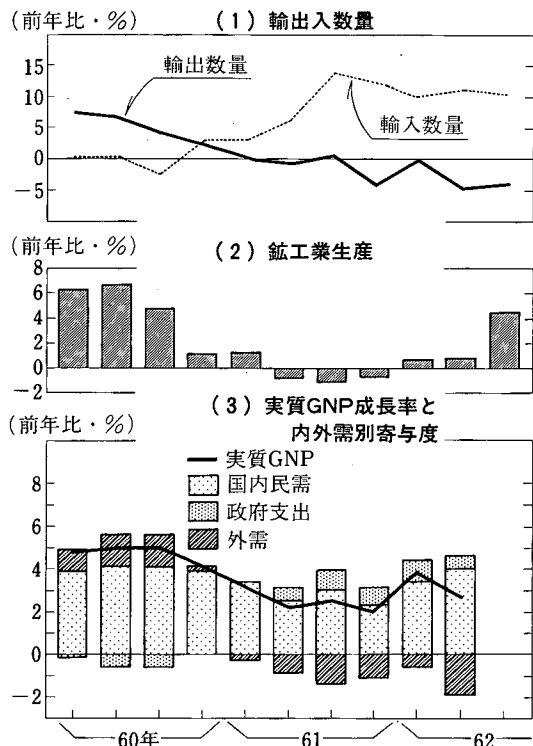 (前年比・%)
(1) 輸出入数量
15
10
5
0
−5
輸出数量
輸入数量
(前年比・%)
(2) 鉱工業生産
8
6
4
2
0
−2
(前年比・%)
(3) 実質GNP成長率と
内外需別寄与度
実質GNP
国内民需
政府支出
外需
8
6
4
2
0
−2
60年
61
62